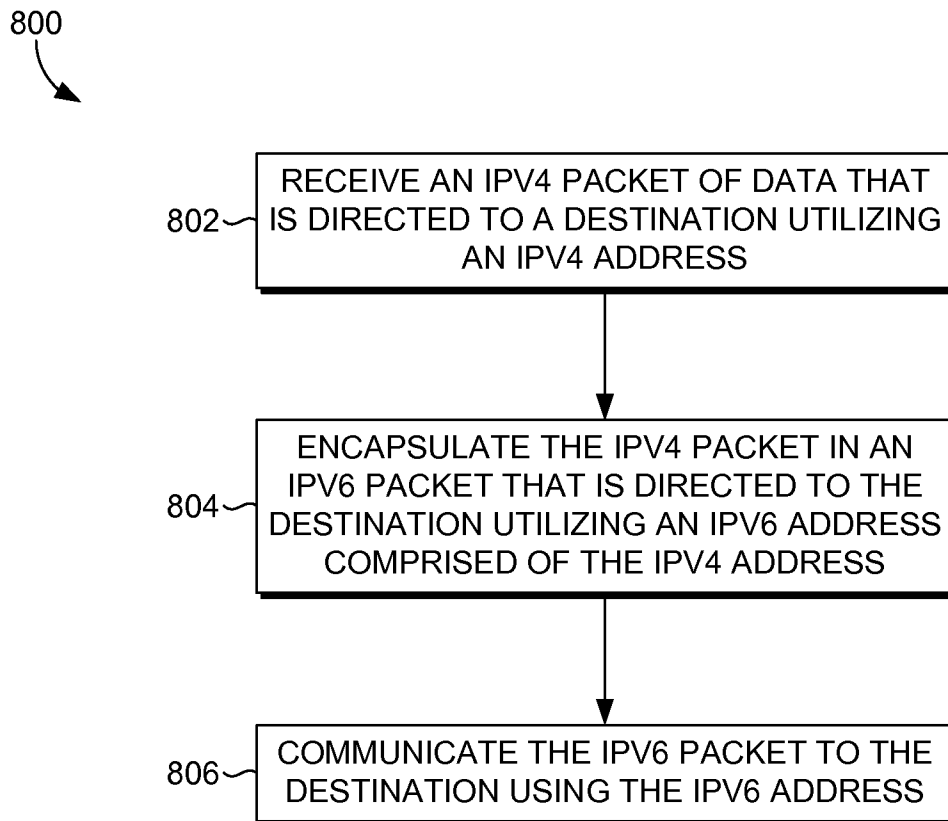 800
802
RECEIVE AN IPV4 PACKET OF DATA THAT
IS DIRECTED TO A DESTINATION UTILIZING
AN IPV4 ADDRESS
804
ENCAPSULATE THE IPV4 PACKET IN AN
IPV6 PACKET THAT IS DIRECTED TO THE
DESTINATION UTILIZING AN IPV6 ADDRESS
COMPRISED OF THE IPV4 ADDRESS
806
COMMUNICATE THE IPV6 PACKET TO THE
DESTINATION USING THE IPV6 ADDRESS